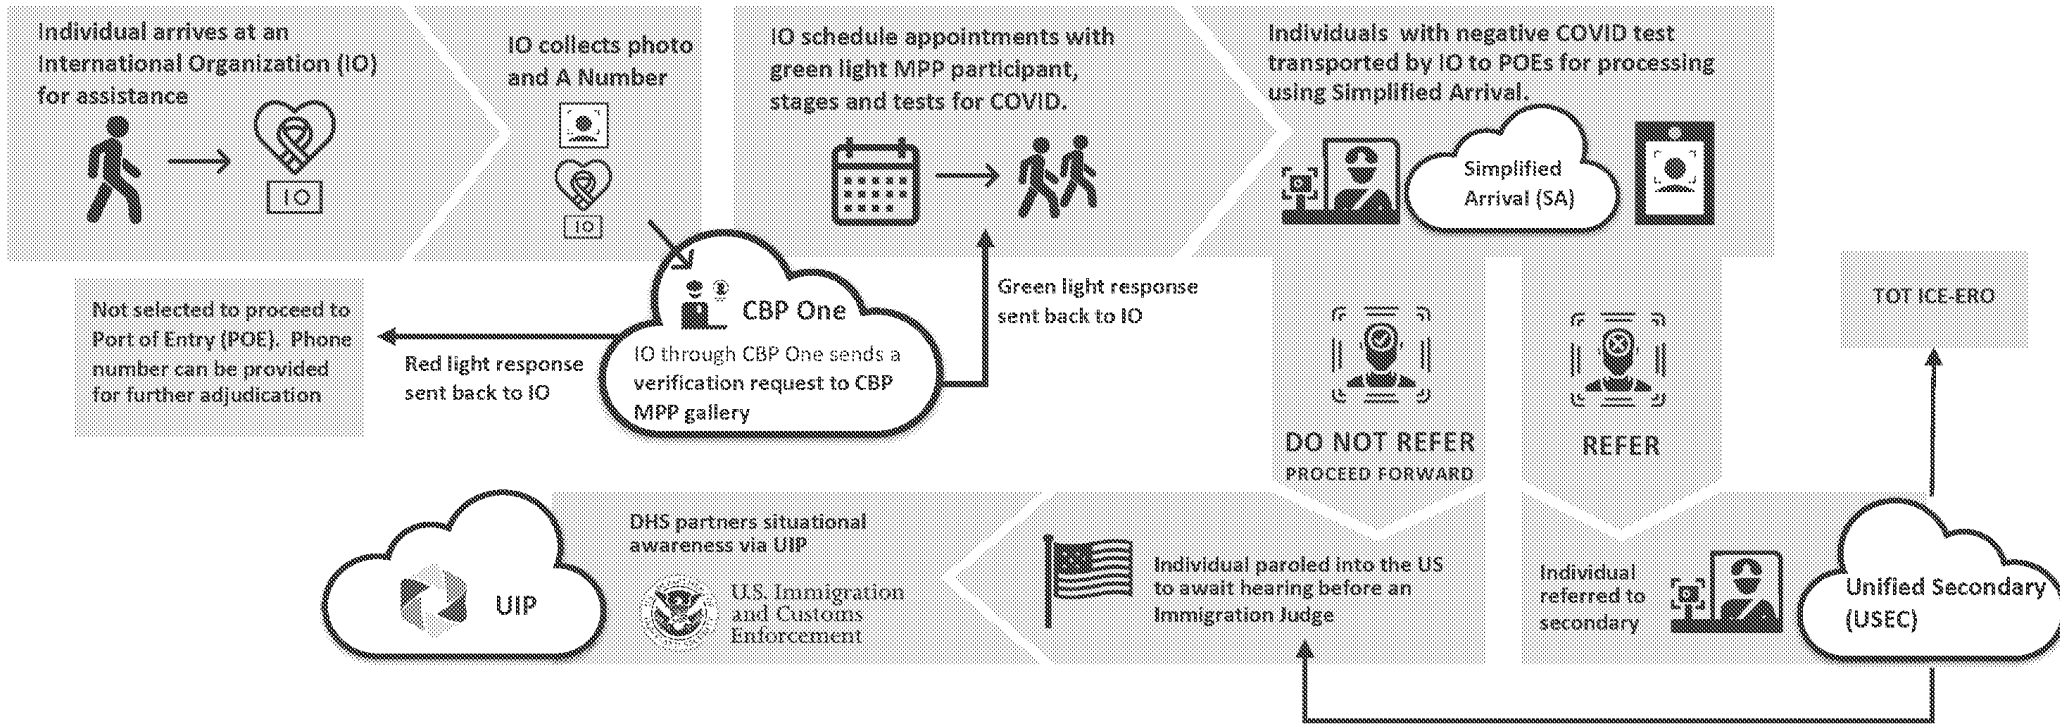 Individual arrives at an
International Organization (IO)
for assistance
IO
IO collects photo
and A Number
IO
IO schedule appointments with
green light MPP participant,
stages and tests for COVID.
Individuals with negative COVID test
transported by IO to POEs for processing
using Simplified Arrival.
Simplified
Arrival (SA)
Not selected to proceed to
Port of Entry (POE). Phone
number can be provided
for further adjudication
Red light response
sent back to IO
CBP One
IO through CBP One sends a
verification request to CBP
MPP gallery
Green light response
sent back to IO
DO NOT REFER
PROCEED FORWARD
REFER
TOT ICE-ERO
UIP
DHS partners situational
awareness via UIP
U.S. Immigration
and Customs
Enforcement
Individual paroled into the US
to await hearing before an
Immigration Judge
Individual
referred to
secondary
Unified Secondary
(USEC)